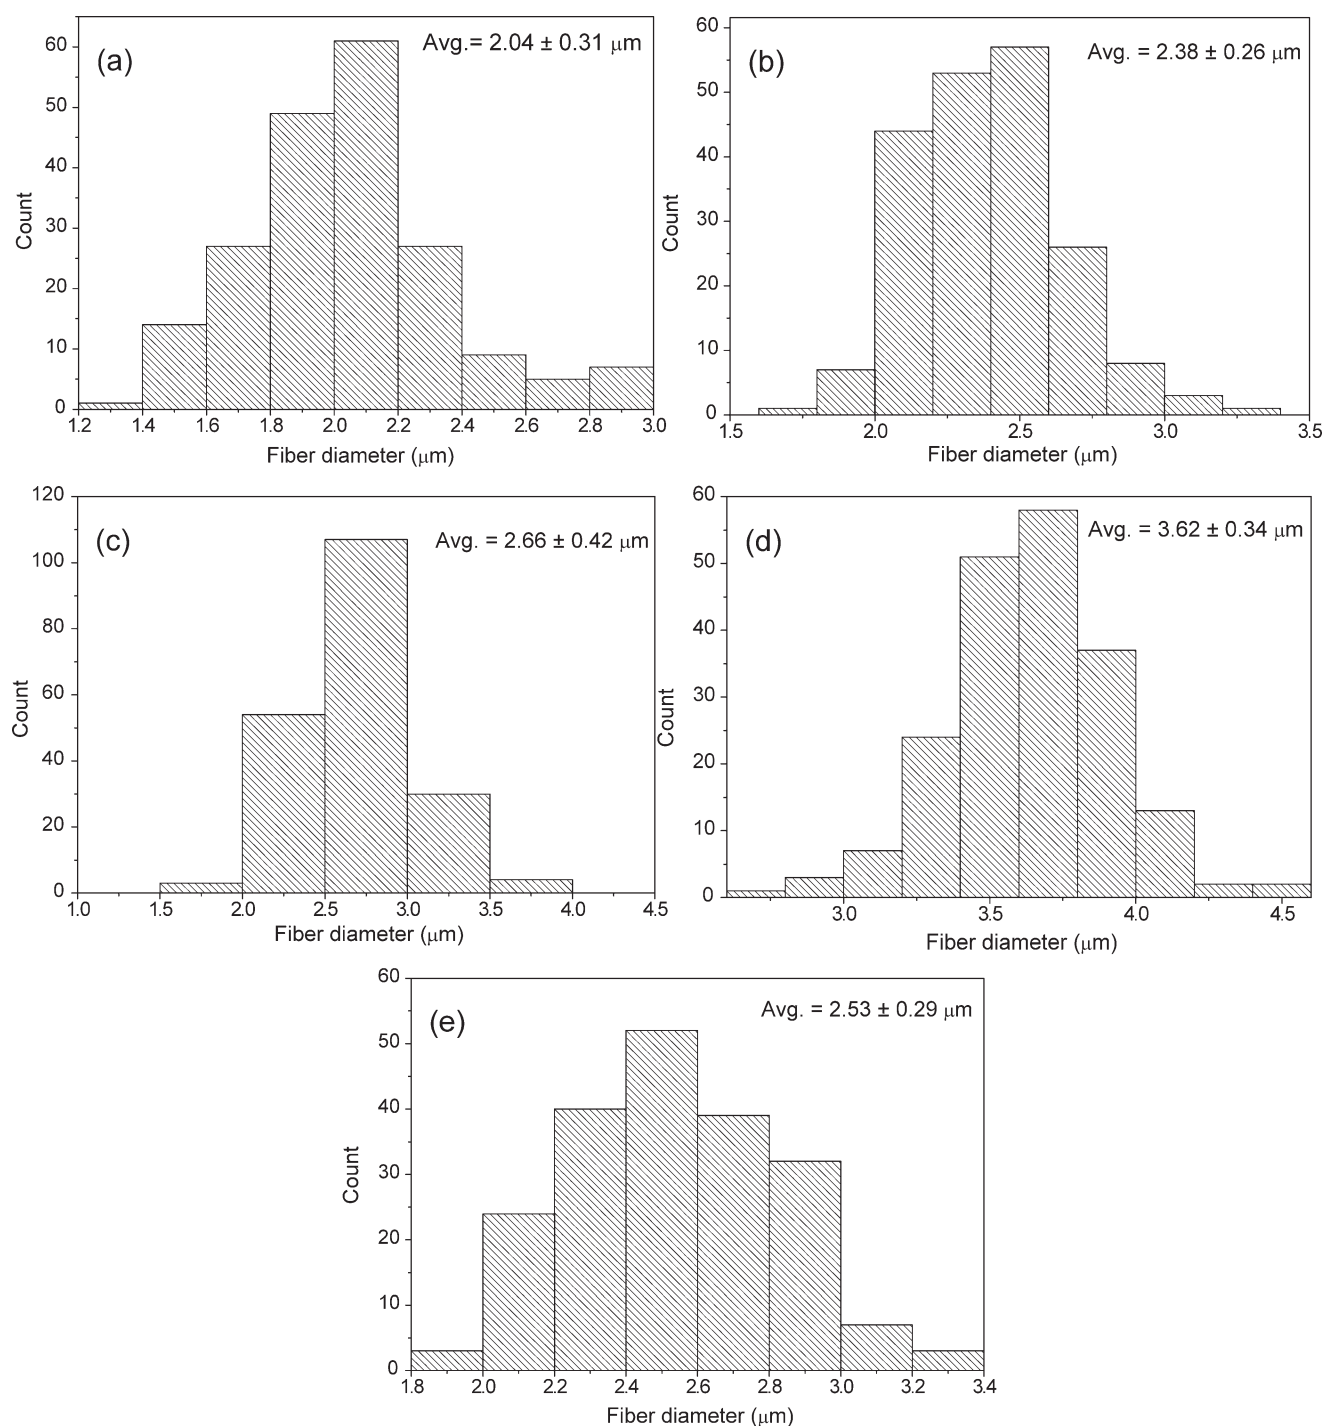 (a)
Avg.= 2.04 ± 0.31 μm
60
50
40
30
20
10
0
Count
1.2 1.4 1.6 1.8 2.0 2.2 2.4 2.6 2.8 3.0
Fiber diameter (μm)
(b)
Avg. = 2.38 ± 0.26 μm
60
50
40
30
20
10
0
Count
1.5 2.0 2.5 3.0 3.5
Fiber diameter (μm)
(c)
Avg. = 2.66 ± 0.42 μm
120
100
80
60
40
20
0
Count
1.0 1.5 2.0 2.5 3.0 3.5 4.0 4.5
Fiber diameter (μm)
(d)
Avg. = 3.62 ± 0.34 μm
60
50
40
30
20
10
0
Count
3.0 3.5 4.0 4.5
Fiber diameter (μm)
(e)
Avg. = 2.53 ± 0.29 μm
60
50
40
30
20
10
0
Count
1.8 2.0 2.2 2.4 2.6 2.8 3.0 3.2 3.4
Fiber diameter (μm)